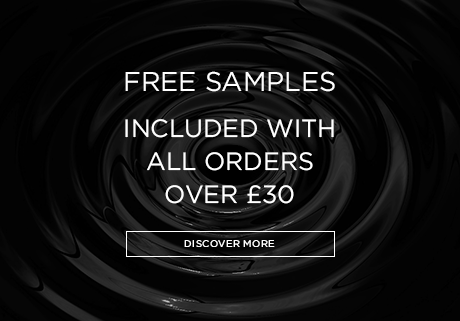 FREE SAMPLES
INCLUDED WITH
ALL ORDERS
OVER £30
DISCOVER MORE